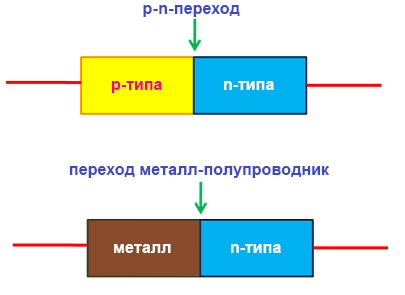 p-n-переход
p-типа
n-типа
переход металл-полупроводник
металл
n-типа